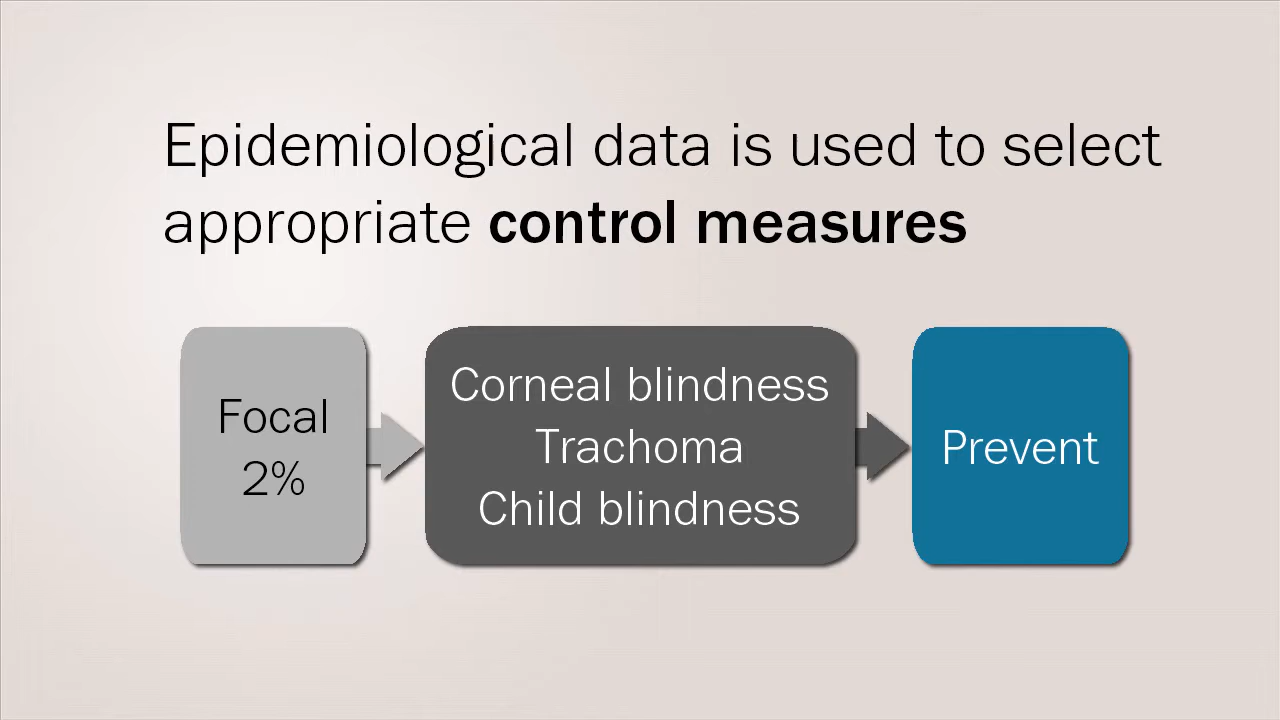 Epidemiological data is used to select
appropriate control measures
Focal
2%
Corneal blindness
Trachoma
Child blindness
Prevent